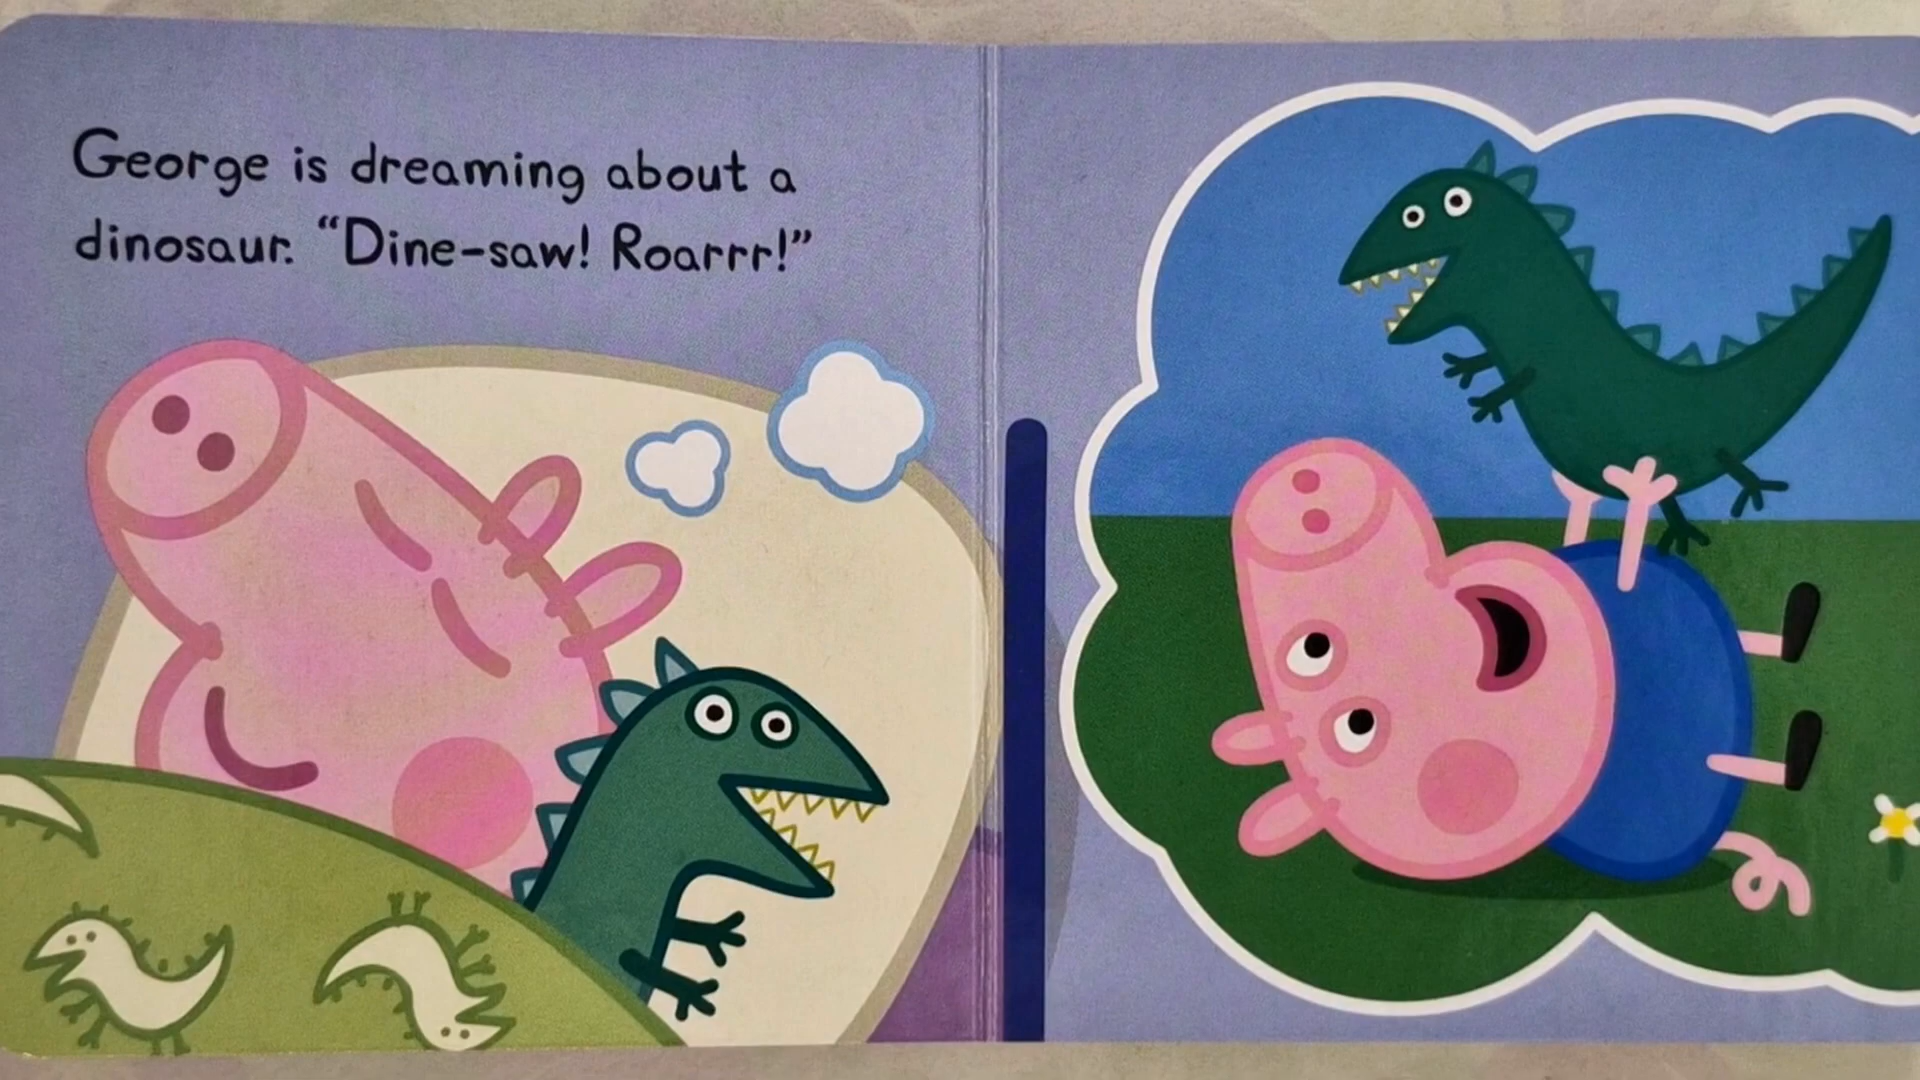 George is dreaming about a
dinosaur. “Dine-saw! Roarrr!”